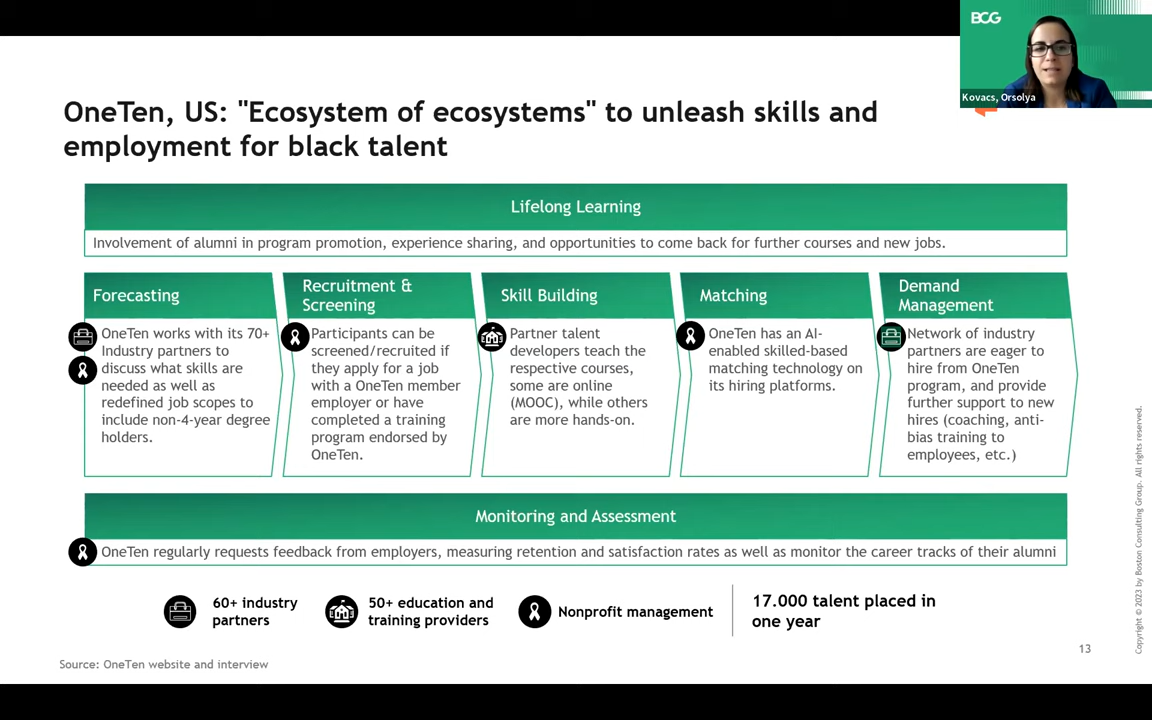 BCG
Kovacs, Orsolya
OneTen, US: "Ecosystem of ecosystems" to unleash skills and
employment for black talent
Lifelong Learning
Involvement of alumni in program promotion, experience sharing, and opportunities to come back for further courses and new jobs.
Forecasting
OneTen works with its 70+
Industry partners to
discuss what skills are
needed as well as
redefined job scopes to
include non-4-year degree
holders.
Recruitment &
Screening
Participants can be
screened/recruited if
they apply for a job
with a OneTen member
employer or have
completed a training
program endorsed by
OneTen.
Skill Building
Partner talent
developers teach the
respective courses,
some are online
(MOOC), while others
are more hands-on.
Matching
OneTen has an AI-
enabled skilled-based
matching technology on
its hiring platforms.
Demand
Management
Network of industry
partners are eager to
hire from OneTen
program, and provide
further support to new
hires (coaching, anti-
bias training to
employees, etc.)
Monitoring and Assessment
OneTen regularly requests feedback from employers, measuring retention and satisfaction rates as well as monitor the career tracks of their alumni
60+ industry
partners
50+ education and
training providers
Nonprofit management
17.000 talent placed in
one year
13
Source: OneTen website and interview
Copyright © 2023 by Boston Consulting Group. All rights reserved.